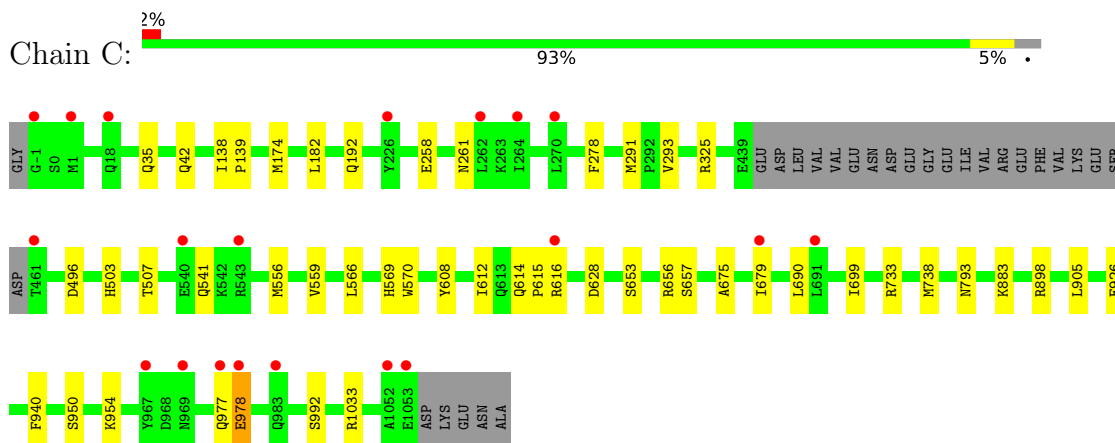 2%
Chain C:
93% 5% •
GLY G-1 S0 M1 Q18 Q35 Q42 I138 P139 M174 L182 Q192 Y226 E258 N261 L262 K263 I264 L270 F278 M291 P292 V293 R325 E439 GLU ASP LEU VAL VAL GLU ASN ASP GLU GLY GLU ILE VAL ARG GLU PHE VAL LYS GLU SER
ASP T461 D496 H503 T507 E540 Q541 K542 R543 M556 V559 L566 H569 W570 Y608 I612 Q613 Q614 P615 R616 D628 S653 R656 S657 A675 I679 L690 L691 I699 R733 M738 N793 K883 R898 L905
F940 S950 K954 Y967 D968 N969 Q977 E978 Q983 S992 R1033 A1052 E1053 ASP LYS GLU ASN ALA